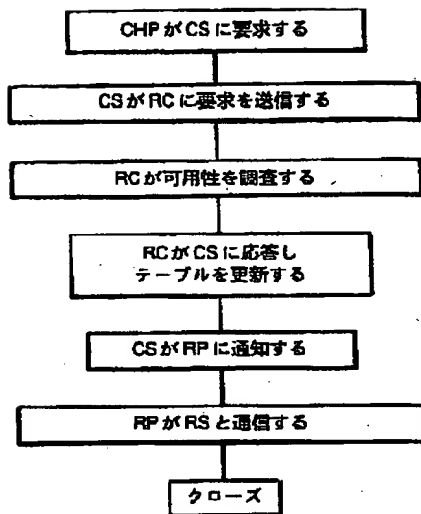 CHPがCSに要求する
CSがRCに要求を送信する
RCが可用性を調査する
RCがCSに応答し
テーブルを更新する
CSがRPに通知する
RPがRSと通信する
クローズ